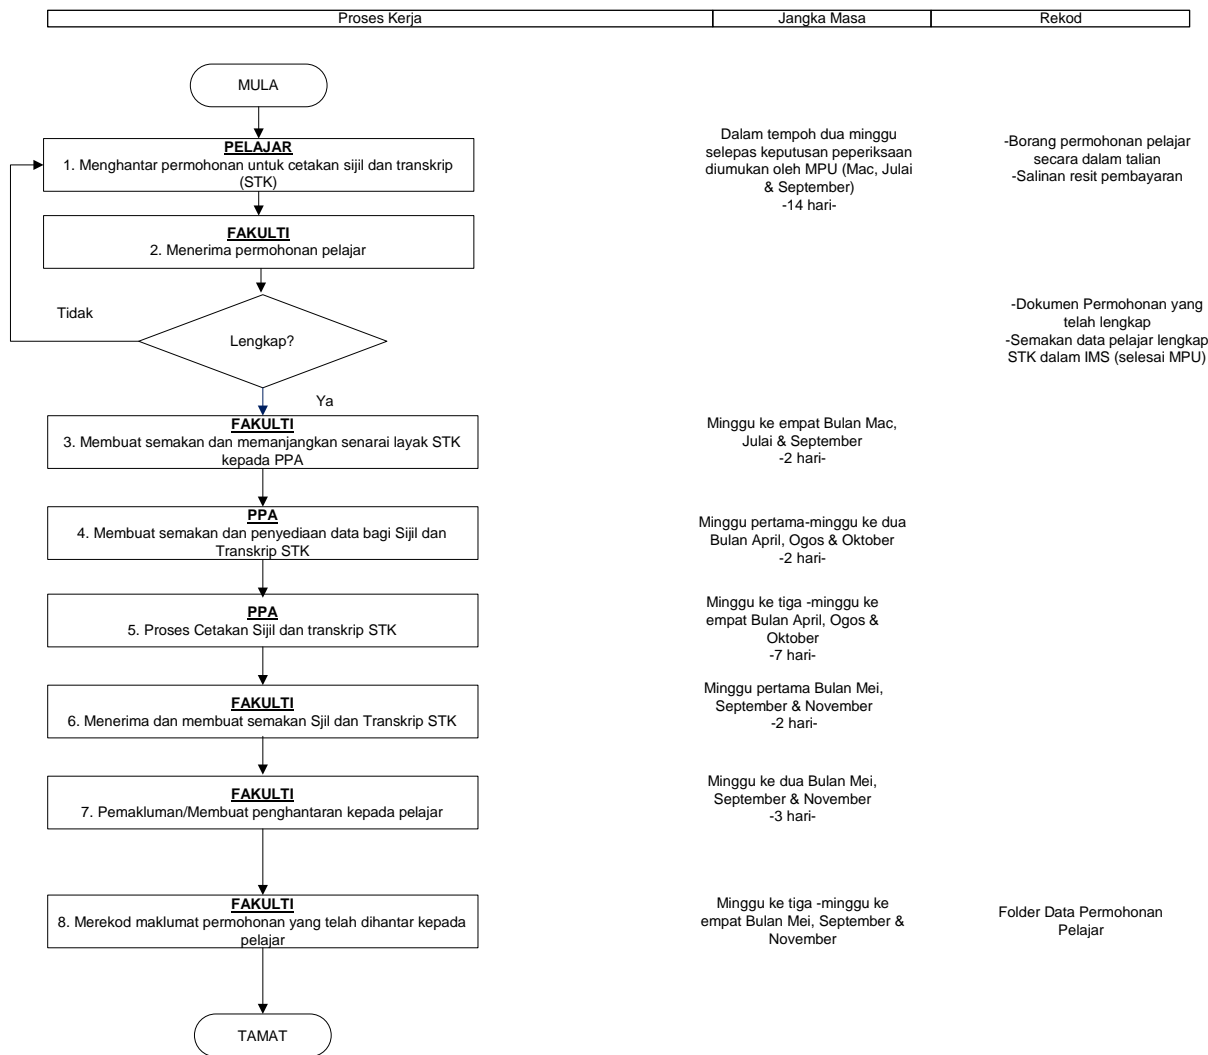 Proses Kerja
Jangka Masa
Rekod
MULA
PELAJAR
1. Menghantar permohonan untuk cetakan sijil dan transkrip
(STK)
Dalam tempoh dua minggu
selepas keputusan peperiksaan
diumukan oleh MPU (Mac, Julai
& September)
-14 hari-
-Borang permohonan pelajar
secara dalam talian
-Salinan resit pembayaran
FAKULTI
2. Menerima permohonan pelajar
Tidak
Lengkap?
Ya
-Dokumen Permohonan yang
telah lengkap
-Semakan data pelajar lengkap
STK dalam IMS (selesai MPU)
FAKULTI
3. Membuat semakan dan memanjangkan senarai layak STK
kepada PPA
Minggu ke empat Bulan Mac,
Julai & September
-2 hari-
PPA
4. Membuat semakan dan penyediaan data bagi Sijil dan
Transkrip STK
Minggu pertama-minggu ke dua
Bulan April, Ogos & Oktober
-2 hari-
PPA
5. Proses Cetakan Sijil dan transkrip STK
Minggu ke tiga -minggu ke
empat Bulan April, Ogos &
Oktober
-7 hari-
FAKULTI
6. Menerima dan membuat semakan Sjil dan Transkrip STK
Minggu pertama Bulan Mei,
September & November
-2 hari-
FAKULTI
7. Pemakluman/Membuat penghantaran kepada pelajar
Minggu ke dua Bulan Mei,
September & November
-3 hari-
FAKULTI
8. Merekod maklumat permohonan yang telah dihantar kepada
pelajar
Minggu ke tiga -minggu ke
empat Bulan Mei, September &
November
Folder Data Permohonan
Pelajar
TAMAT